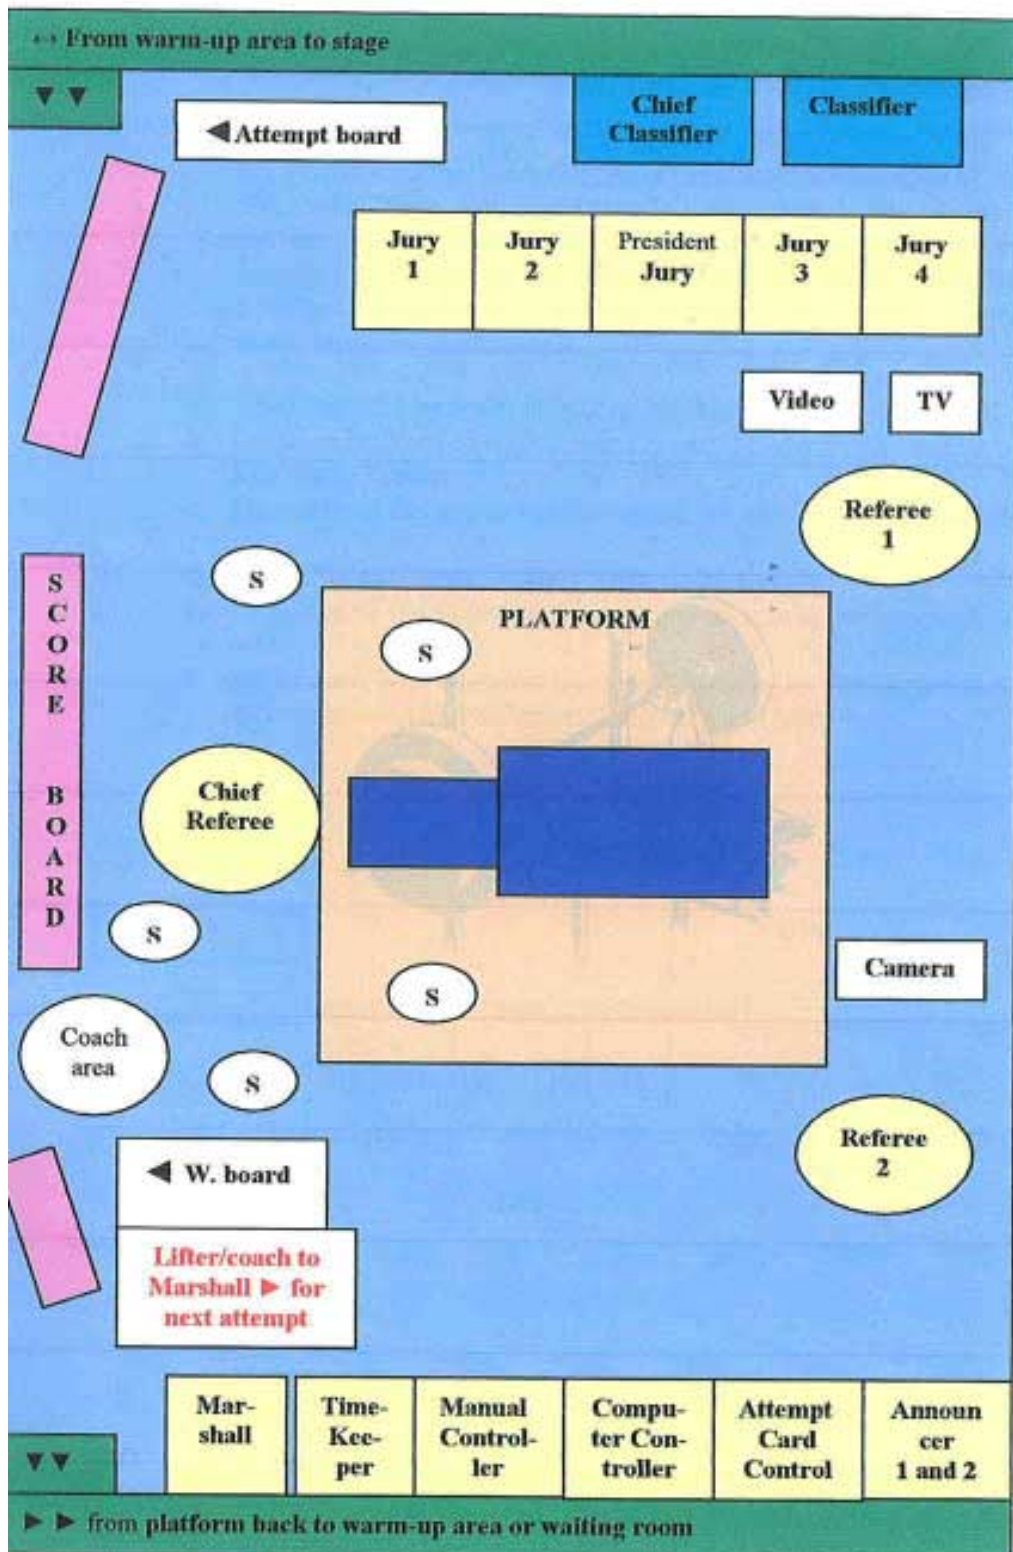 From warm-up area to stage
Attempt board
Chief
Classifier
Classifier
Jury
1
Jury
2
President
Jury
Jury
3
Jury
4
Video
TV
Referee
1
S
PLATFORM
S
SCORE BOARD
Chief
Referee
S
Camera
S
Coach
area
S
Referee
2
W. board
Lifter/coach to
Marshall ► for
next attempt
Mar-
shall
Time-
Kee-
per
Manual
Control-
ler
Compu-
ter Con-
troller
Attempt
Card
Control
Announ
cer
1 and 2
from platform back to warm-up area or waiting room